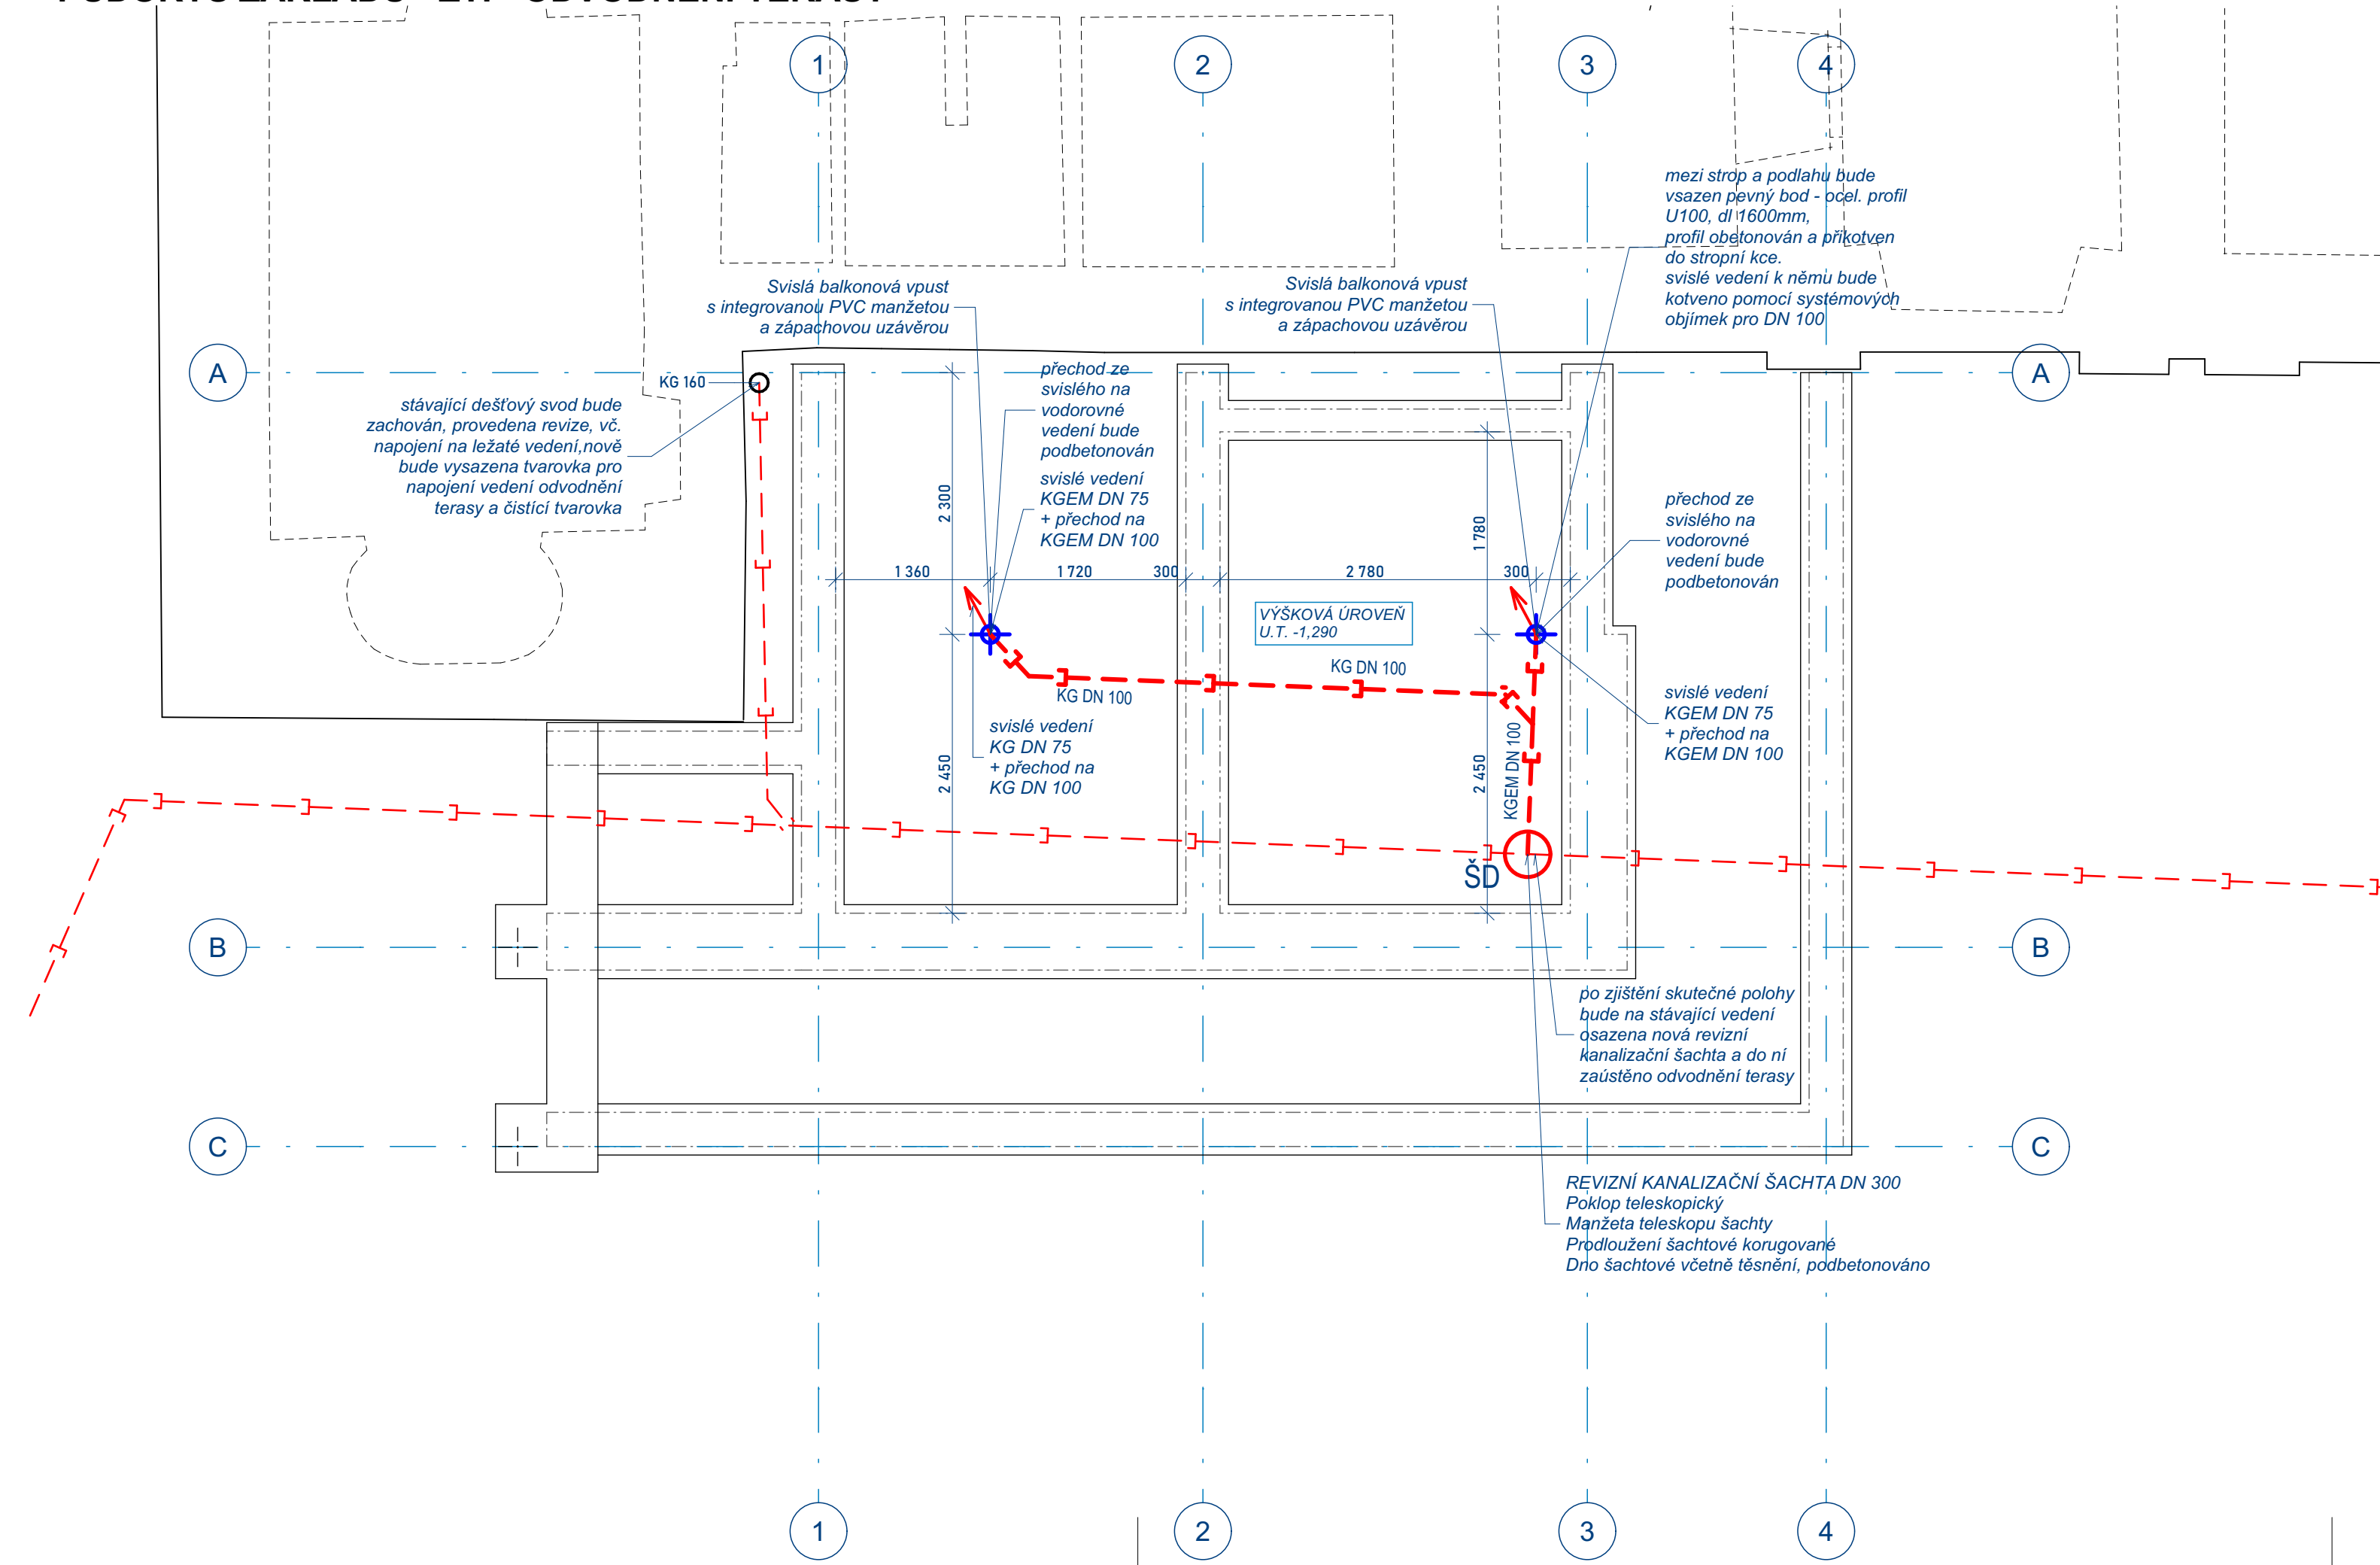 1
2
3
4
mezi strop a podlahu bude
vsazen pevný bod - ocel. profil
U100, dl 1600mm,
profil obetonován a přikotven
do stropní kce.
svislé vedení k němu bude
kotveno pomocí systémových
objímek pro DN 100
Svislá balkonová vpust
s integrovanou PVC manžetou
a zápachovou uzávěrou
Svislá balkonová vpust
s integrovanou PVC manžetou
a zápachovou uzávěrou
A
A
KG 160
stávající dešťový svod bude
zachován, provedena revize, vč.
napojení na ležaté vedení,nově
bude vysazena tvarovka pro
napojení vedení odvodnění
terasy a čistící tvarovka
přechod ze
svislého na
vodorovné
vedení bude
podbetonován
svislé vedení
KGEM DN 75
+ přechod na
KGEM DN 100
2 300
1 780
přechod ze
svislého na
vodorovné
vedení bude
podbetonován
1 360
1 720
300
2 780
300
VÝŠKOVÁ ÚROVEŇ
U.T. -1,290
KG DN 100
KG DN 100
svislé vedení
KG DN 75
+ přechod na
KG DN 100
2 450
2 450
KGEM DN 100
svislé vedení
KGEM DN 75
+ přechod na
KGEM DN 100
ŠD
B
B
po zjištění skutečné polohy
bude na stávající vedení
osazena nová revizní
kanalizační šachta a do ní
zaústěno odvodnění terasy
C
C
REVIZNÍ KANALIZAČNÍ ŠACHTA DN 300
Poklop teleskopický
Manžeta teleskopu šachty
Prodloužení šachtové korugované
Dno šachtové včetně těsnění, podbetonováno
1
2
3
4